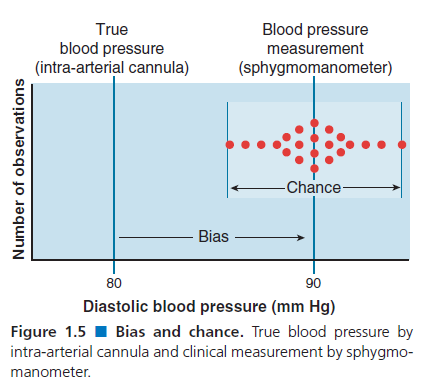 True
blood pressure
(intra-arterial cannula)
Blood pressure
measurement
(sphygmomanometer)
Number of observations
Chance
Bias
80
90
Diastolic blood pressure (mm Hg)
Figure 1.5 ■ Bias and chance. True blood pressure by
intra-arterial cannula and clinical measurement by sphygmo-
manometer.